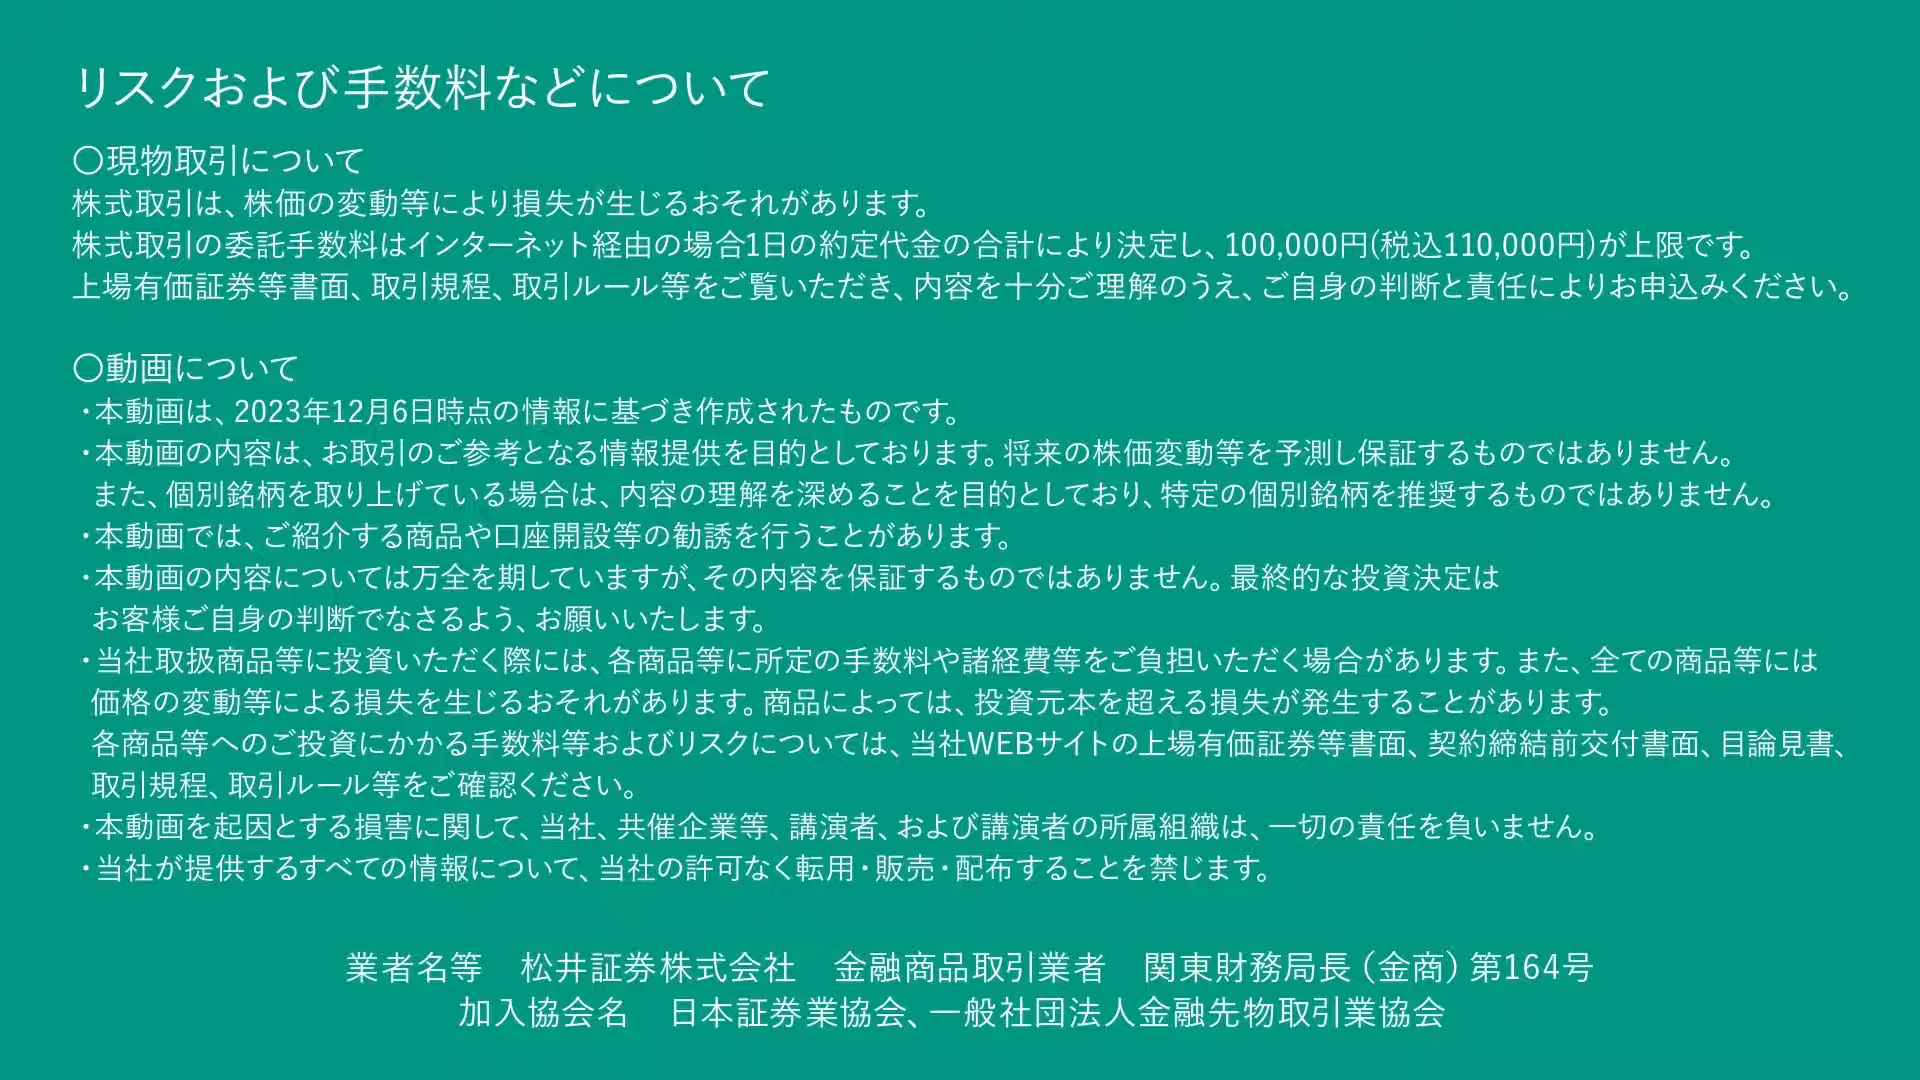 リスクおよび手数料などについて
〇現物取引について
株式取引は、株価の変動等により損失が生じるおそれがあります。
株式取引の委託手数料はインターネット経由の場合1日の約定代金の合計により決定し、100,000円(税込110,000円)が上限です。
上場有価証券等書面、取引規程、取引ルール等をご覧いただき、内容を十分ご理解のうえ、ご自身の判断と責任によりお申込みください。
〇動画について
・本動画は、2023年12月6日時点の情報に基づき作成されたものです。
・本動画の内容は、お取引のご参考となる情報提供を目的としております。将来の株価変動等を予測し保証するものではありません。
また、個別銘柄を取り上げている場合は、内容の理解を深めることを目的としており、特定の個別銘柄を推奨するものではありません。
・本動画では、ご紹介する商品や口座開設等の勧誘を行うことがあります。
・本動画の内容については万全を期していますが、その内容を保証するものではありません。最終的な投資決定は
お客様ご自身の判断でなさるよう、お願いいたします。
・当社取扱商品等に投資いただく際には、各商品等に所定の手数料や諸経費等をご負担いただく場合があります。また、全ての商品等には
価格の変動等による損失を生じるおそれがあります。商品によっては、投資元本を超える損失が発生することがあります。
各商品等へのご投資にかかる手数料等およびリスクについては、当社WEBサイトの上場有価証券等書面、契約締結前交付書面、目論見書、
取引規程、取引ルール等をご確認ください。
・本動画を起因とする損害に関して、当社、共催企業等、講演者、および講演者の所属組織は、一切の責任を負いません。
・当社が提供するすべての情報について、当社の許可なく転用・販売・配布することを禁じます。
業者名等　松井証券株式会社　金融商品取引業者　関東財務局長（金商）第164号
加入協会名　日本証券業協会、一般社団法人金融先物取引業協会